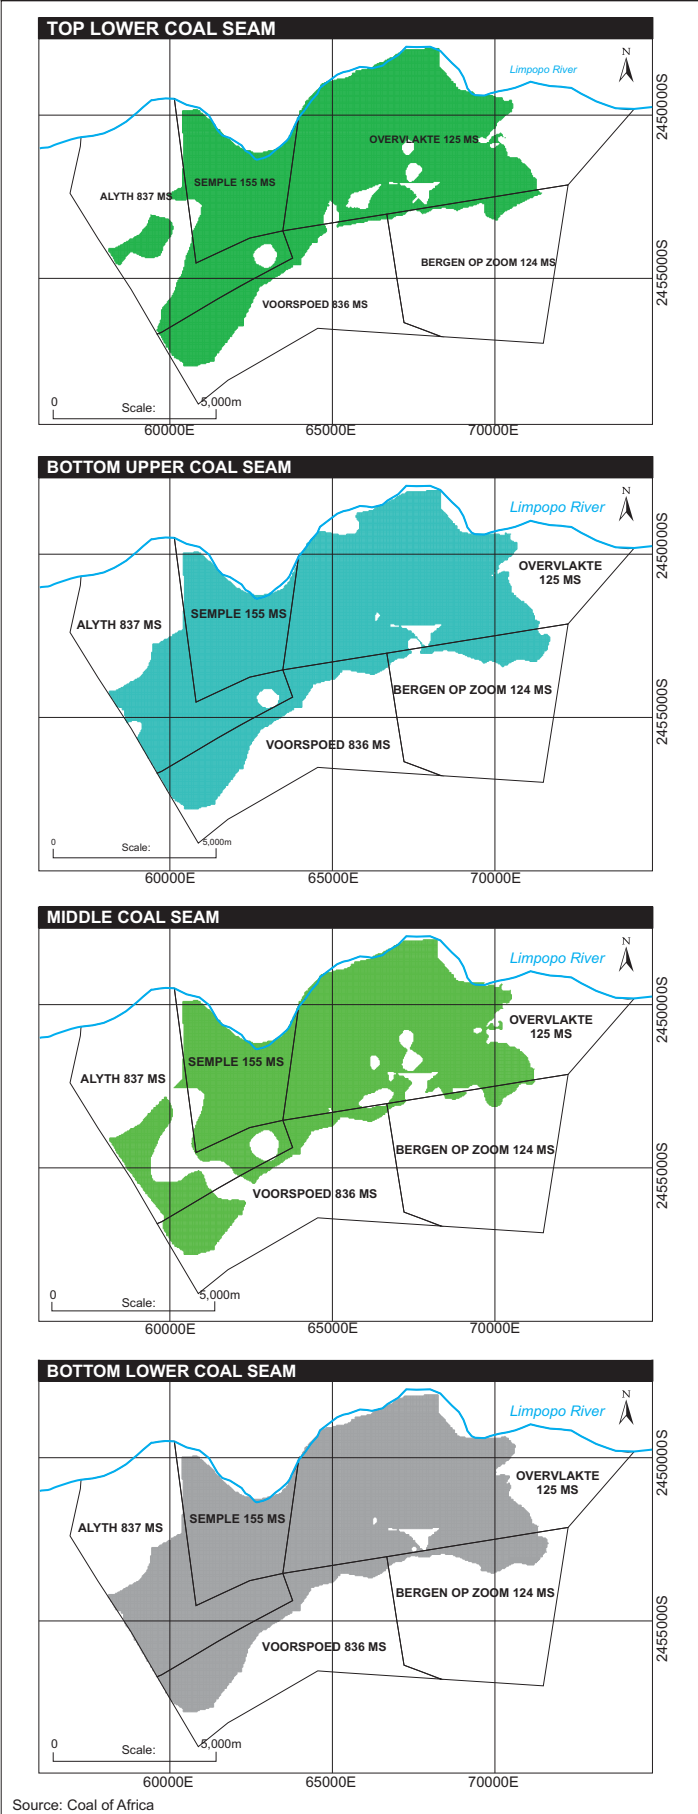 TOP LOWER COAL SEAM
Limpopo River
N
2450000S
OVERVLAKTE 125 MS
SEMPLE 155 MS
ALYTH 837 MS
BERGEN OP ZOOM 124 MS
2455000S
VOORSPOED 836 MS
0
Scale:
5,000m
60000E
65000E
70000E
BOTTOM UPPER COAL SEAM
N
Limpopo River
2450000S
OVERVLAKTE
125 MS
SEMPLE 155 MS
ALYTH 837 MS
BERGEN OP ZOOM 124 MS
2455000S
VOORSPOED 836 MS
0
Scale:
5,000m
60000E
65000E
70000E
MIDDLE COAL SEAM
N
Limpopo River
2450000S
OVERVLAKTE
125 MS
SEMPLE 155 MS
ALYTH 837 MS
BERGEN OP ZOOM 124 MS
2455000S
VOORSPOED 836 MS
0
Scale:
5,000m
60000E
65000E
70000E
BOTTOM LOWER COAL SEAM
N
Limpopo River
2450000S
OVERVLAKTE
125 MS
SEMPLE 155 MS
ALYTH 837 MS
BERGEN OP ZOOM 124 MS
2455000S
VOORSPOED 836 MS
0
Scale:
5,000m
60000E
65000E
70000E
Source: Coal of Africa